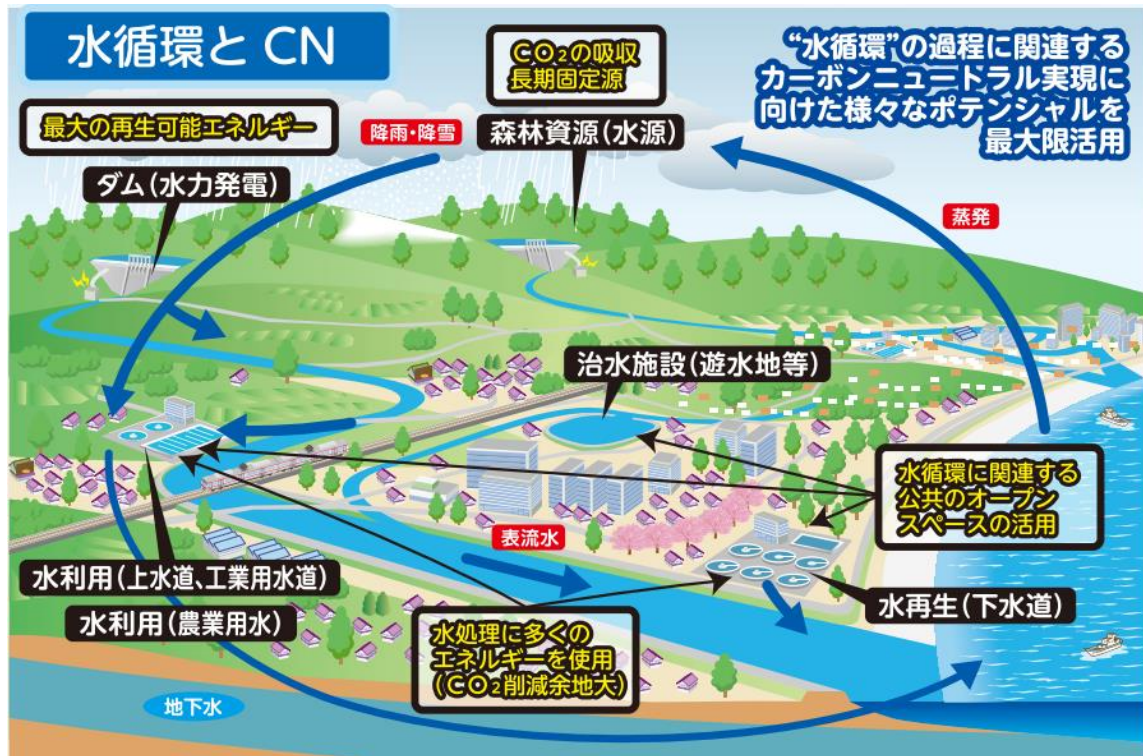 水循環とCN
CO2の吸収
長期固定源
“水循環”の過程に関連する
カーボンニュートラル実現に
向けた様々なポテンシャルを
最大限活用
最大の再生可能エネルギー
降雨・降雪
森林資源(水源)
ダム(水力発電)
蒸発
治水施設(遊水地等)
水循環に関連する
公共のオープン
スペースの活用
表流水
水利用(上水道、工業用水道)
水利用(農業用水)
水再生(下水道)
水処理に多くの
エネルギーを使用
(CO2削減余地大)
地下水